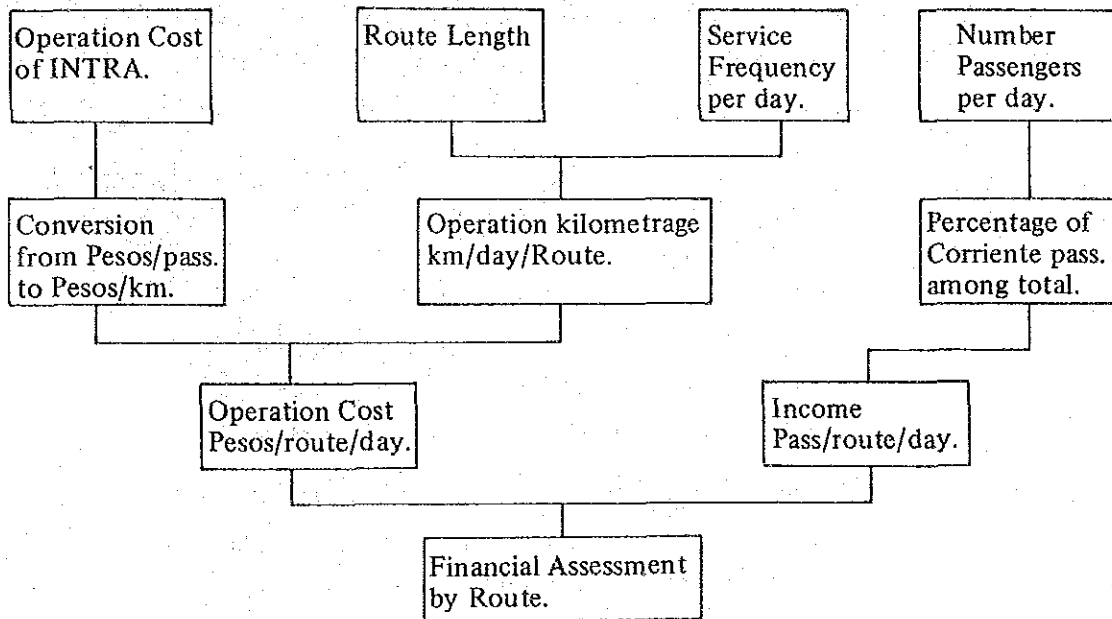 Operation Cost
of INTRA.
Route Length
Service
Frequency
per day.
Number
Passengers
per day.
Conversion
from Pesos/pass.
to Pesos/km.
Operation kilometrage
km/day/Route.
Percentage of
Corriente pass.
among total.
Operation Cost
Pesos/route/day.
Income
Pass/route/day.
Financial Assessment
by Route.